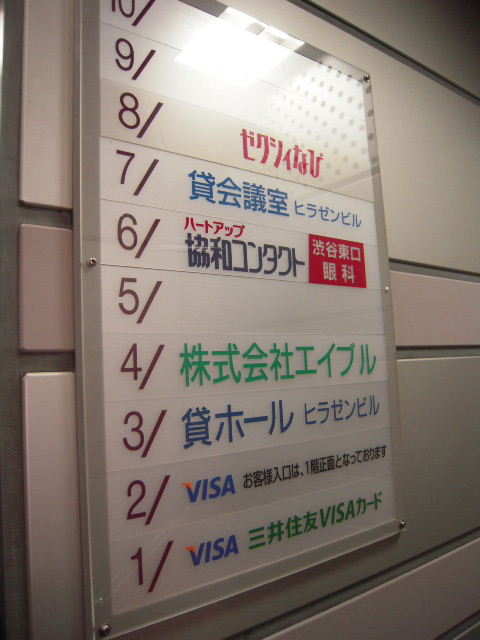 10/
9/
8/ ゼクシィなび
7/ 貸会議室 ヒラゼンビル
6/ ハートアップ 協和コンタクト 渋谷東口眼科
5/
4/ 株式会社エイブル
3/ 貸ホール ヒラゼンビル
2/ VISA お客様入口は、1階正面となっております
1/ VISA 三井住友VISAカード